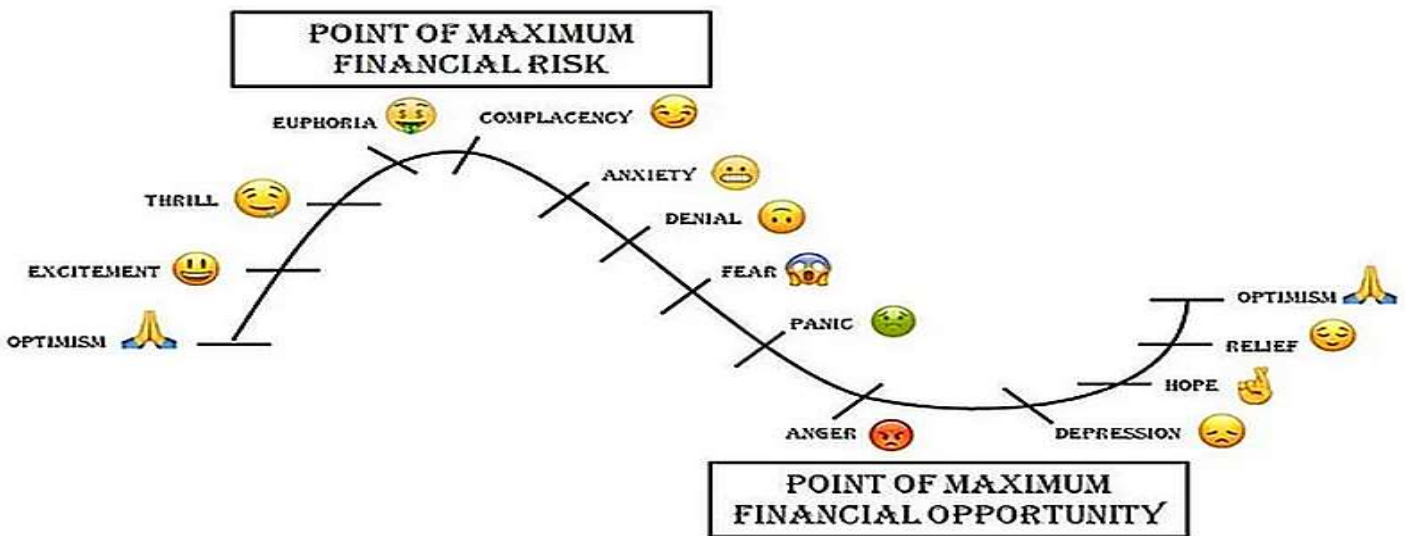 POINT OF MAXIMUM
FINANCIAL RISK
EUPHORIA
COMPLACENCY
THRILL
ANXIETY
DENIAL
EXCITEMENT
FEAR
OPTIMISM
PANIC
OPTIMISM
RELIEF
HOPE
ANGER
DEPRESSION
POINT OF MAXIMUM
FINANCIAL OPPORTUNITY